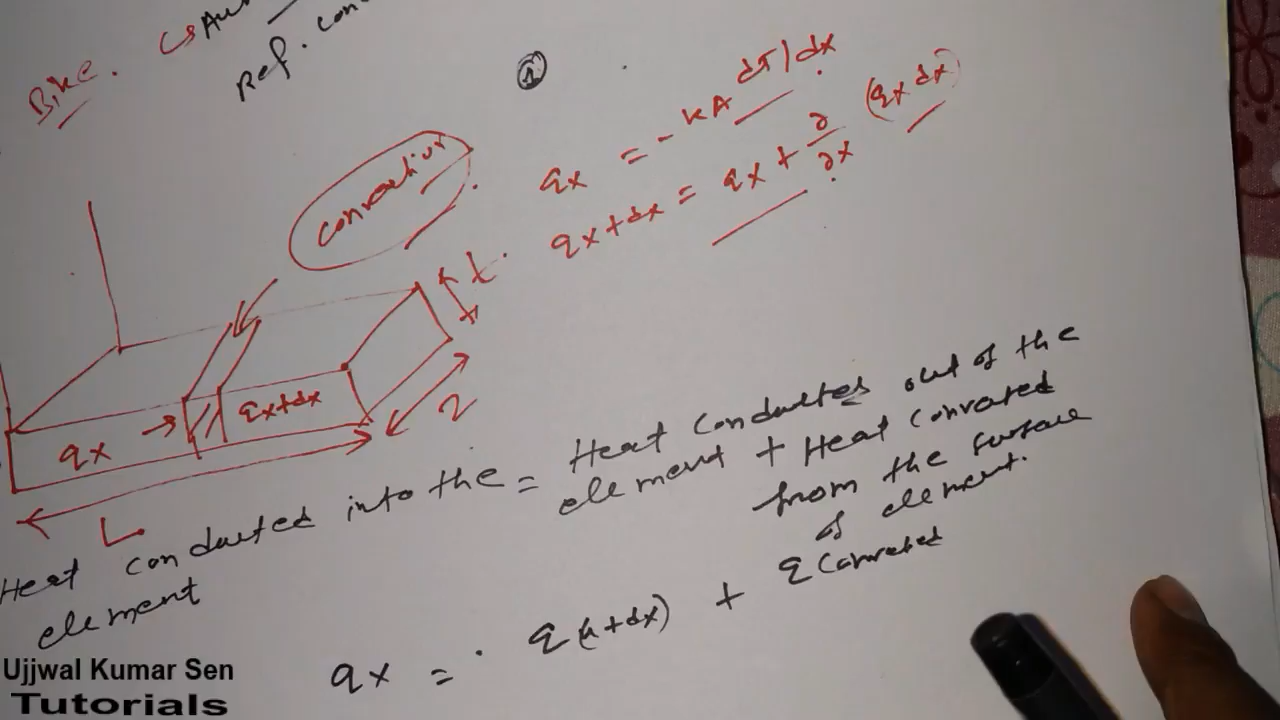 Bike.
Ref. con
1
convection
qx = -kA dT/dx
qx+dx = qx + ∂/∂x (qx dx)
t.
qx → qx+dx
L
Heat conducted into the element = Heat conductes out of the element + Heat convected from the surface of element.
qx = q(x+dx) + q convected
Ujjwal Kumar Sen
Tutorials